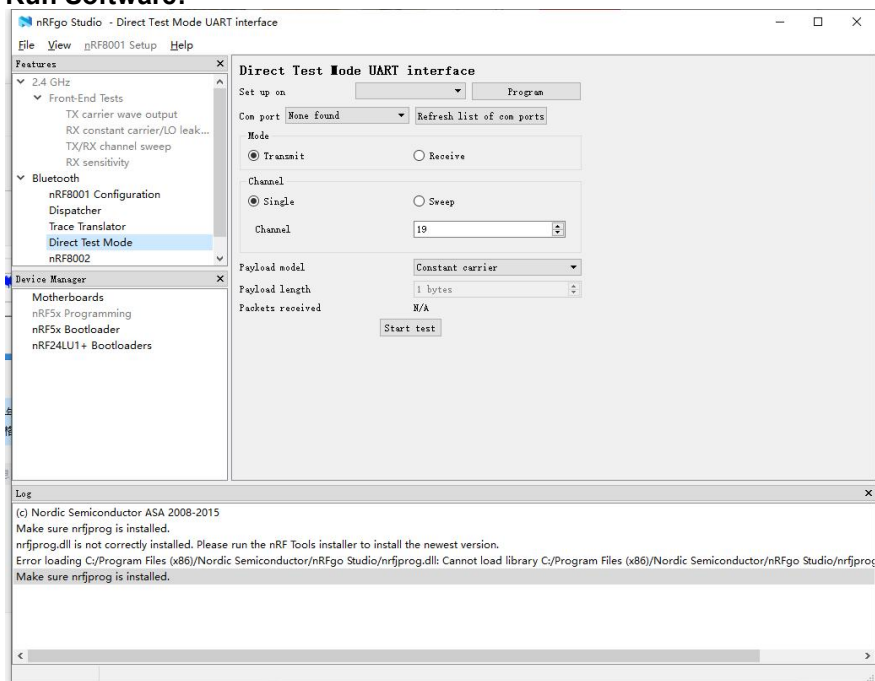 Run Software:
nRFgo Studio - Direct Test Mode UART interface
File View nRF8001 Setup Help
Features
2.4 GHz
Front-End Tests
TX carrier wave output
RX constant carrier/LO leak...
TX/RX channel sweep
RX sensitivity
Bluetooth
nRF8001 Configuration
Dispatcher
Trace Translator
Direct Test Mode
nRF8002
Device Manager
Motherboards
nRF5x Programming
nRF5x Bootloader
nRF24LU1+ Bootloaders
Direct Test Mode UART interface
Set up on Program
Com port None found Refresh list of com ports
Mode
Transmit Receive
Channel
Single Sweep
Channel 19
Payload model Constant carrier
Payload length 1 bytes
Packets received N/A
Start test
Log
(c) Nordic Semiconductor ASA 2008-2015
Make sure nrfjprog is installed.
nrfjprog.dll is not correctly installed. Please run the nRF Tools installer to install the newest version.
Error loading C:/Program Files (x86)/Nordic Semiconductor/nRFgo Studio/nrfjprog.dll: Cannot load library C:/Program Files (x86)/Nordic Semiconductor/nRFgo Studio/nrfjprog
Make sure nrfjprog is installed.